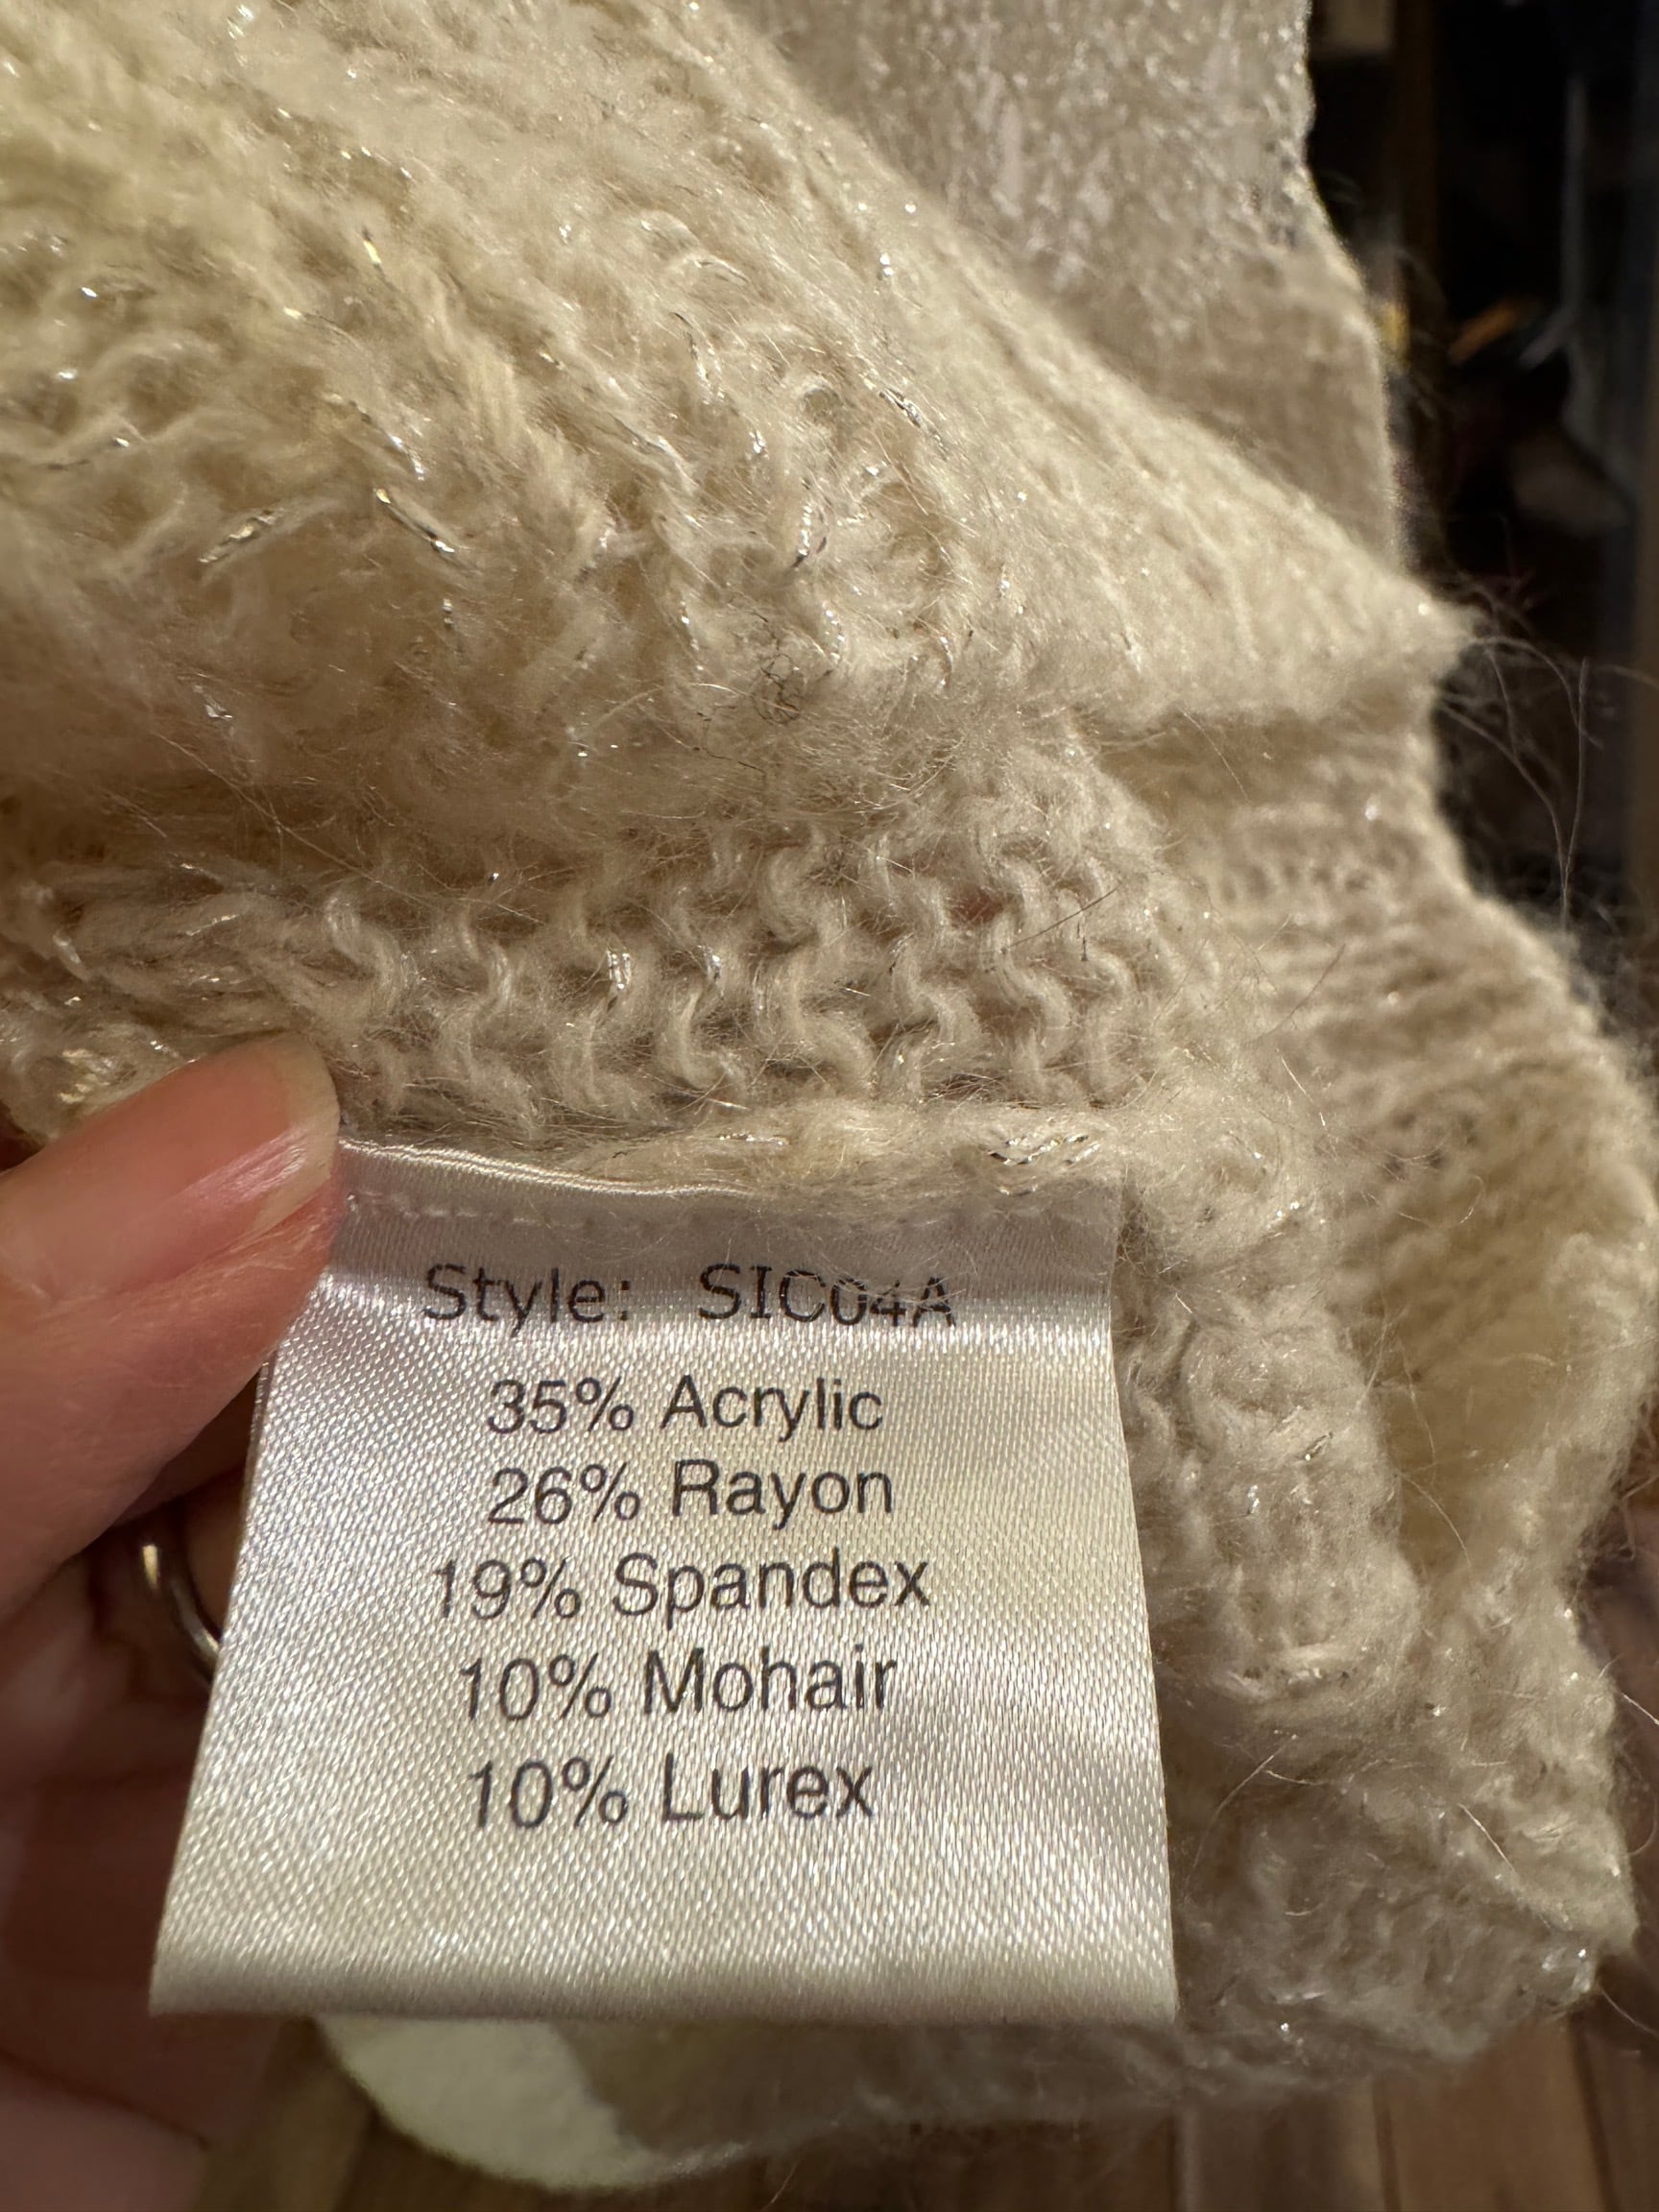 Style: SIC04A
35% Acrylic
26% Rayon
19% Spandex
10% Mohair
10% Lurex